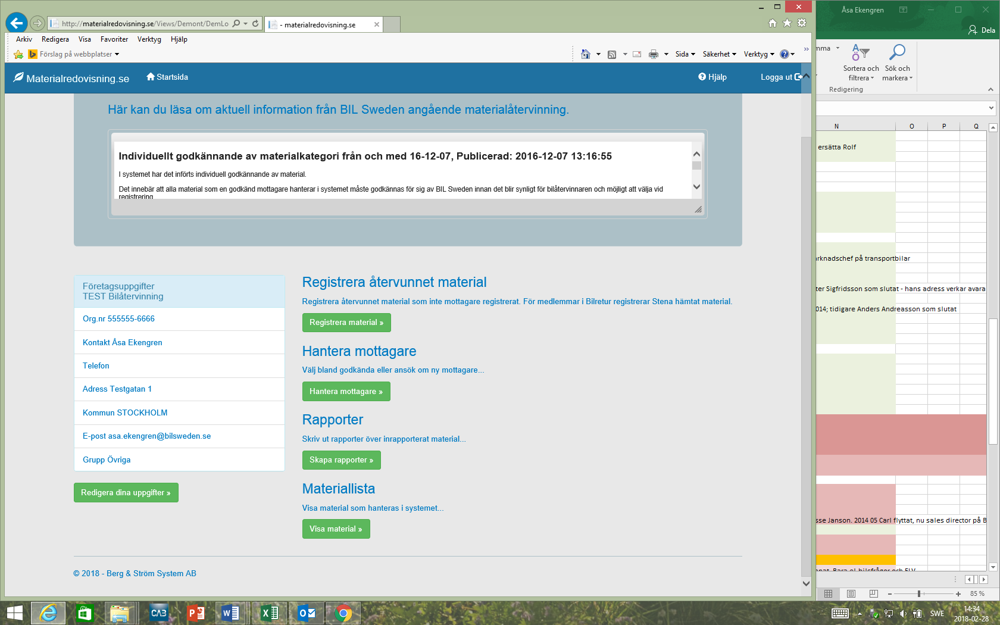 http://materialredovisning.se/Views/Demont/DemLo
- materialredovisning.se
Arkiv Redigera Visa Favoriter Verktyg Hjälp
Förslag på webbplatser
Sida Säkerhet Verktyg
Materialredovisning.se Startsida Hjälp Logga ut
Här kan du läsa om aktuell information från BIL Sweden angående materialåtervinning.
Individuellt godkännande av materialkategori från och med 16-12-07, Publicerad: 2016-12-07 13:16:55
I systemet har det införts individuell godkännande av material.
Det innebär att alla material som en godkänd mottagare hanterar i systemet måste godkännas för sig av BIL Sweden innan det blir synligt för bilåtervinnaren och möjligt att välja vid
registrering
Företagsuppgifter
TEST Bilåtervinning
Org.nr 555555-6666
Kontakt Åsa Ekengren
Telefon
Adress Testgatan 1
Kommun STOCKHOLM
E-post asa.ekengren@bilsweden.se
Grupp Övriga
Redigera dina uppgifter »
Registrera återvunnet material
Registrera återvunnet material som inte mottagare registrerat. För medlemmar i Bilretur registrerar Stena hämtat material.
Registrera material »
Hantera mottagare
Välj bland godkända eller ansök om ny mottagare...
Hantera mottagare »
Rapporter
Skriv ut rapporter över inrapporterat material...
Skapa rapporter »
Materiallista
Visa material som hanteras i systemet...
Visa material »
© 2018 - Berg & Ström System AB
Åsa Ekengren
Dela
mma
Sortera och
filtrera
Sök och
markera
Redigering
N O P Q
ersätta Rolf
rknadschef på transportbilar
ter Sigfridsson som slutat - hans adress verkar avara
014; tidigare Anders Andreasson som slutat
sse Janson. 2014 05 Carl flyttat, nu sales director på B
85 %
CAB
SWE
14:34
2018-02-28